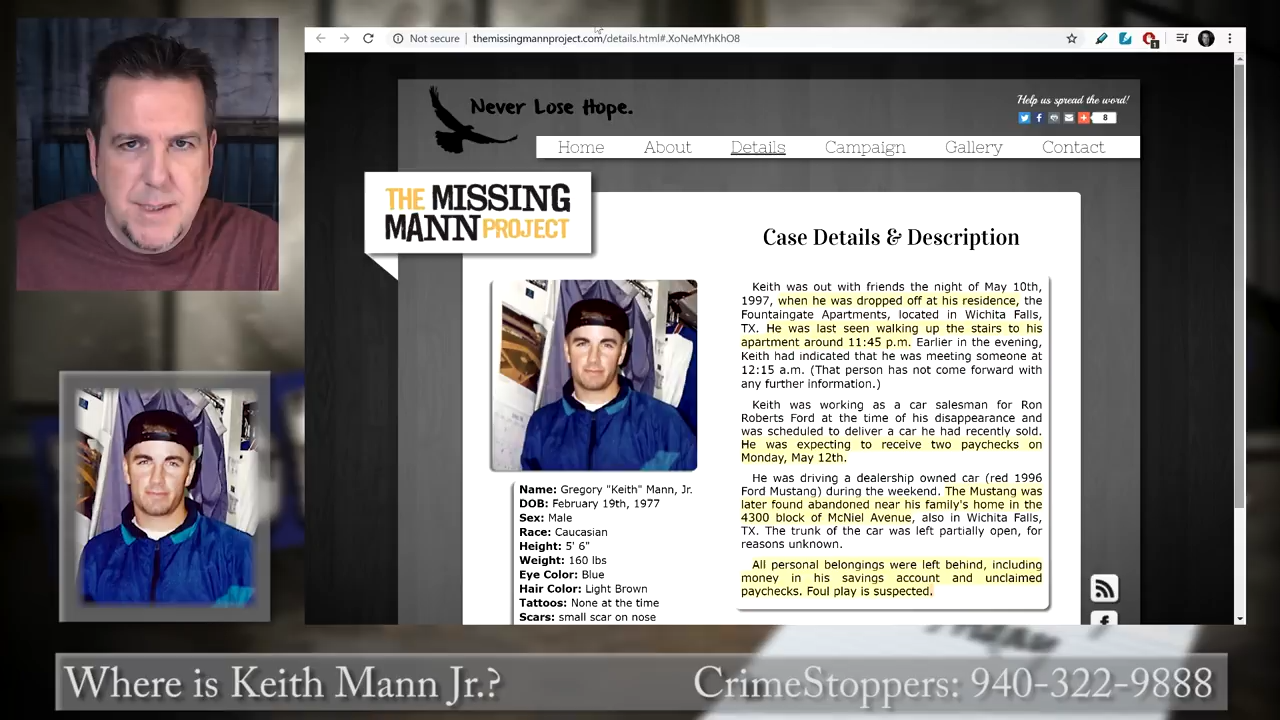 Not secure themissingmannproject.com/details.html#.XoNeMYhKhO8
1
Never Lose Hope.
Help us spread the word!
8
Home About Details Campaign Gallery Contact
THE MISSING
MANN PROJECT
Case Details & Description
Keith was out with friends the night of May 10th,
1997, when he was dropped off at his residence, the
Fountaingate Apartments, located in Wichita Falls,
TX. He was last seen walking up the stairs to his
apartment around 11:45 p.m. Earlier in the evening,
Keith had indicated that he was meeting someone at
12:15 a.m. (That person has not come forward with
any further information.)
Keith was working as a car salesman for Ron
Roberts Ford at the time of his disappearance and
was scheduled to deliver a car he had recently sold.
He was expecting to receive two paychecks on
Monday, May 12th.
He was driving a dealership owned car (red 1996
Ford Mustang) during the weekend. The Mustang was
later found abandoned near his family's home in the
4300 block of McNiel Avenue, also in Wichita Falls,
TX. The trunk of the car was left partially open, for
reasons unknown.
All personal belongings were left behind, including
money in his savings account and unclaimed
paychecks. Foul play is suspected.
Name: Gregory "Keith" Mann, Jr.
DOB: February 19th, 1977
Sex: Male
Race: Caucasian
Height: 5' 6"
Weight: 160 lbs
Eye Color: Blue
Hair Color: Light Brown
Tattoos: None at the time
Scars: small scar on nose
Where is Keith Mann Jr.? CrimeStoppers: 940-322-9888